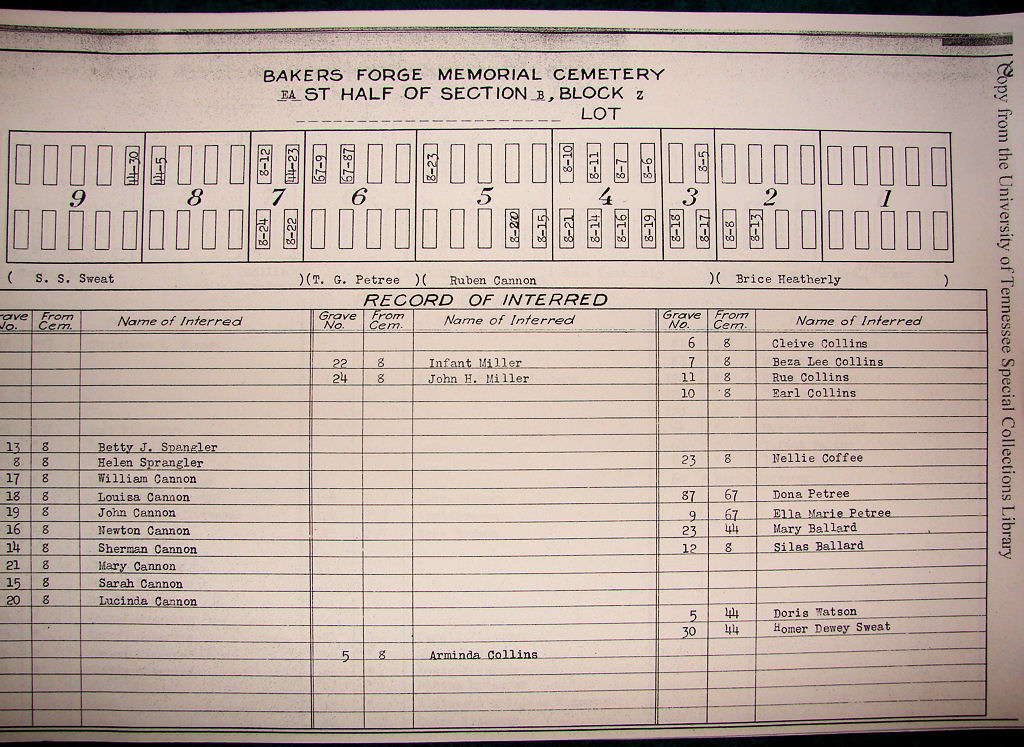 BAKERS FORGE MEMORIAL CEMETERY
EA ST HALF OF SECTION B, BLOCK Z
LOT
44-30 44-5 8-12 44-23 67-9 67-87 8-23 8-10 8-11 8-7 8-6 8-5
9 8 7 6 5 4 3 2 1
8-24 8-22 8-20 8-15 8-21 8-14 8-16 8-19 8-18 8-17 8-8 8-13
( S. S. Sweat )(T. G. Petree )( Ruben Cannon )( Brice Heatherly )
RECORD OF INTERRED
rave No. From Cem. Name of Interred Grave No. From Cem. Name of Interred Grave No. From Cem. Name of Interred
6 8 Cleive Collins
22 8 Infant Miller 7 8 Beza Lee Collins
24 8 John H. Miller 11 8 Rue Collins
10 8 Earl Collins
13 8 Betty J. Spangler
8 8 Helen Sprangler 23 8 Nellie Coffee
17 8 William Cannon
18 8 Louisa Cannon 87 67 Dona Petree
19 8 John Cannon 9 67 Ella Marie Petree
16 8 Newton Cannon 23 44 Mary Ballard
14 8 Sherman Cannon 12 8 Silas Ballard
21 8 Mary Cannon
15 8 Sarah Cannon
20 8 Lucinda Cannon
5 44 Doris Watson
30 44 Homer Dewey Sweat
5 8 Arminda Collins
Copy from the University of Tennessee Special Collections Library